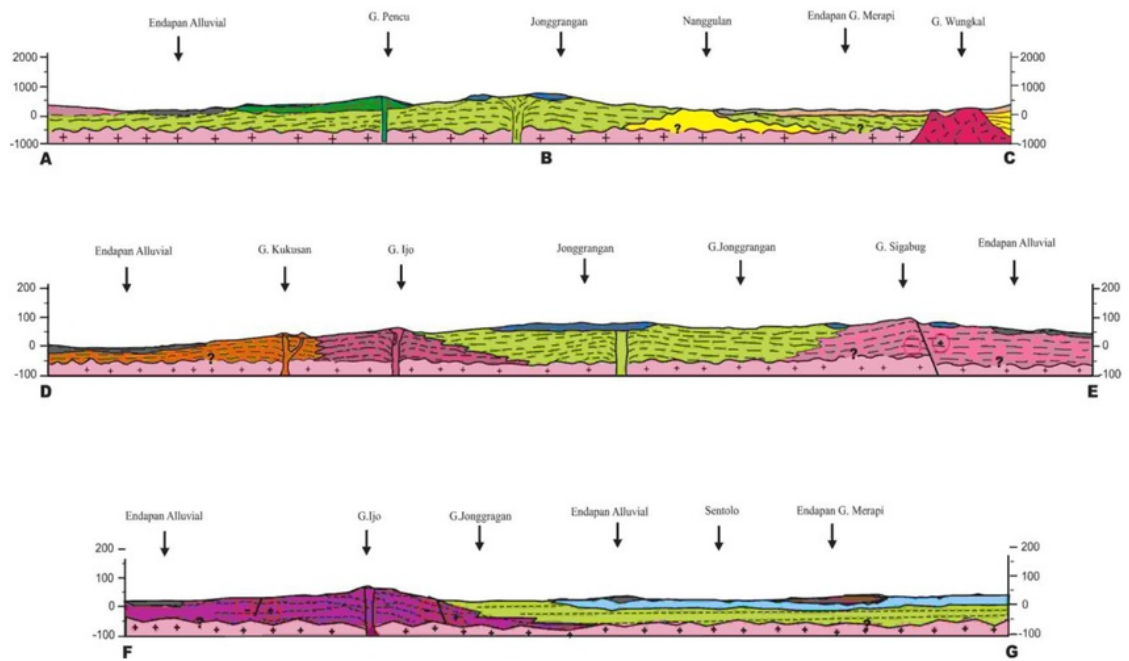 Endapan Alluvial G. Pencu Jonggrangan Nanggulan Endapan G. Merapi G. Wungkal
2000 2000
1000 1000
0 0
? ?
-1000 -1000
A B C
Endapan Alluvial G. Kukusan G. Ijo Jonggrangan G.Jonggrangan G. Sigabug Endapan Alluvial
200 200
100 100
0 0
? ? ?
-100 -100
D E
Endapan Alluvial G.Ijo G.Jonggragan Endapan Alluvial Sentolo Endapan G. Merapi
200 200
100 100
0 0
? ?
-100 -100
F G